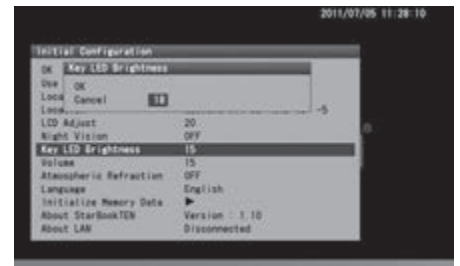 2011/07/05 11:28:10
Initial Configuration
OK Key LED Brightness
Use OK
Loca Cancel 10
Loca -5
LCD Adjust 20
Night Vision OFF
Key LED Brightness 15
Volume 15
Atmospheric Refraction OFF
Language English
Initialize Memory Data ▶
About StarBookTEN Version : 1.10
About LAN Disconnected